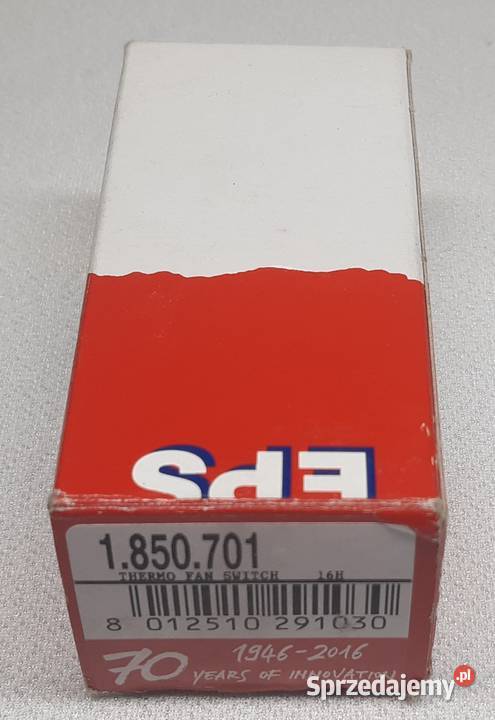 EPS
1.850.701
THERMO FAN SWITCH 16H
8 012510 291030
70 1946-2016
YEARS OF INNOVATION
Sprzedajemy.pl